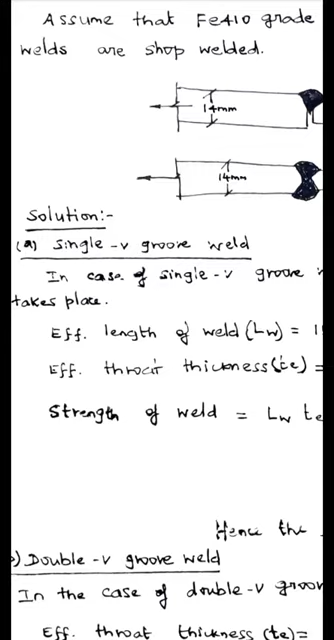 Assume that Fe410 grade
welds are shop welded.
14mm
14mm
Solution:-
(a) Single-v groove weld
In case of single-v groove
takes place.
Eff. length of weld (Lw) = 1
Eff. throat thickness (te) =
Strength of weld = Lw te
Hence the
) Double-v groove weld
In the case of double-v groov
Eff. throat thickness (te)=